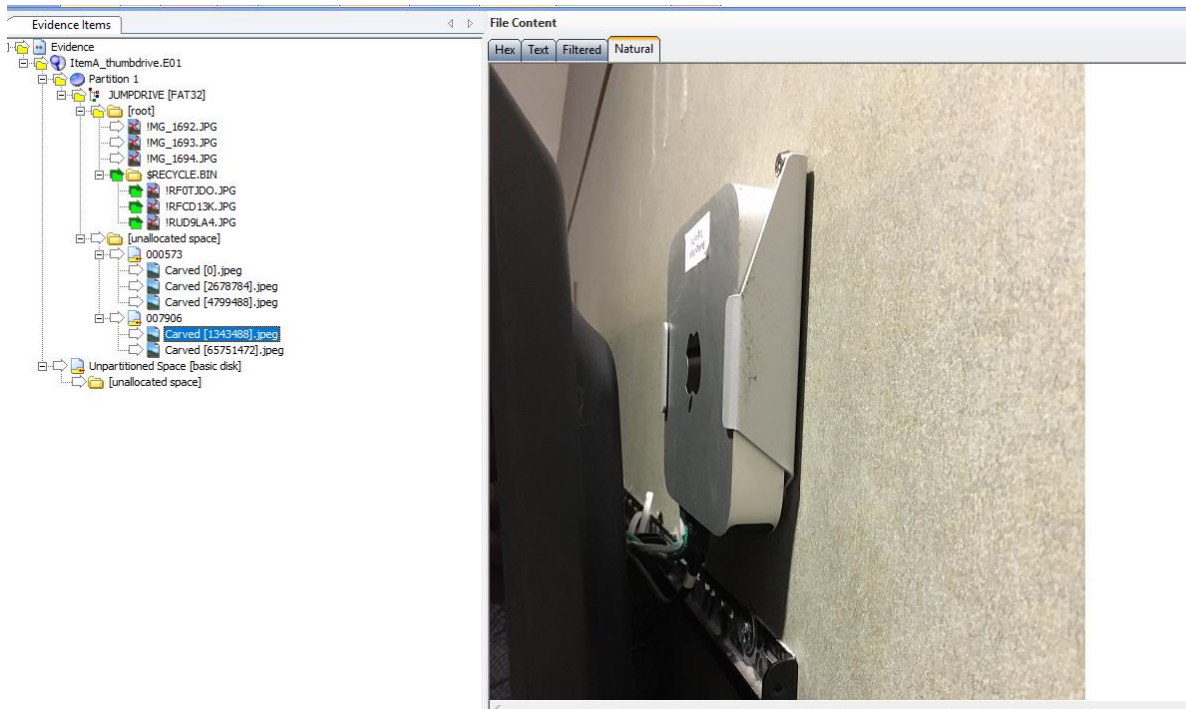 Evidence Items
Evidence
ItemA_thumbdrive.E01
Partition 1
JUMPDRIVE [FAT32]
[root]
!MG_1692.JPG
!MG_1693.JPG
!MG_1694.JPG
$RECYCLE.BIN
!RF0TJDO.JPG
!RFCD13K.JPG
!RUD9LA4.JPG
[unallocated space]
000573
Carved [0].jpeg
Carved [2678784].jpeg
Carved [4799488].jpeg
007906
Carved [1343488].jpeg
Carved [65751472].jpeg
Unpartitioned Space [basic disk]
[unallocated space]
File Content
Hex Text Filtered Natural